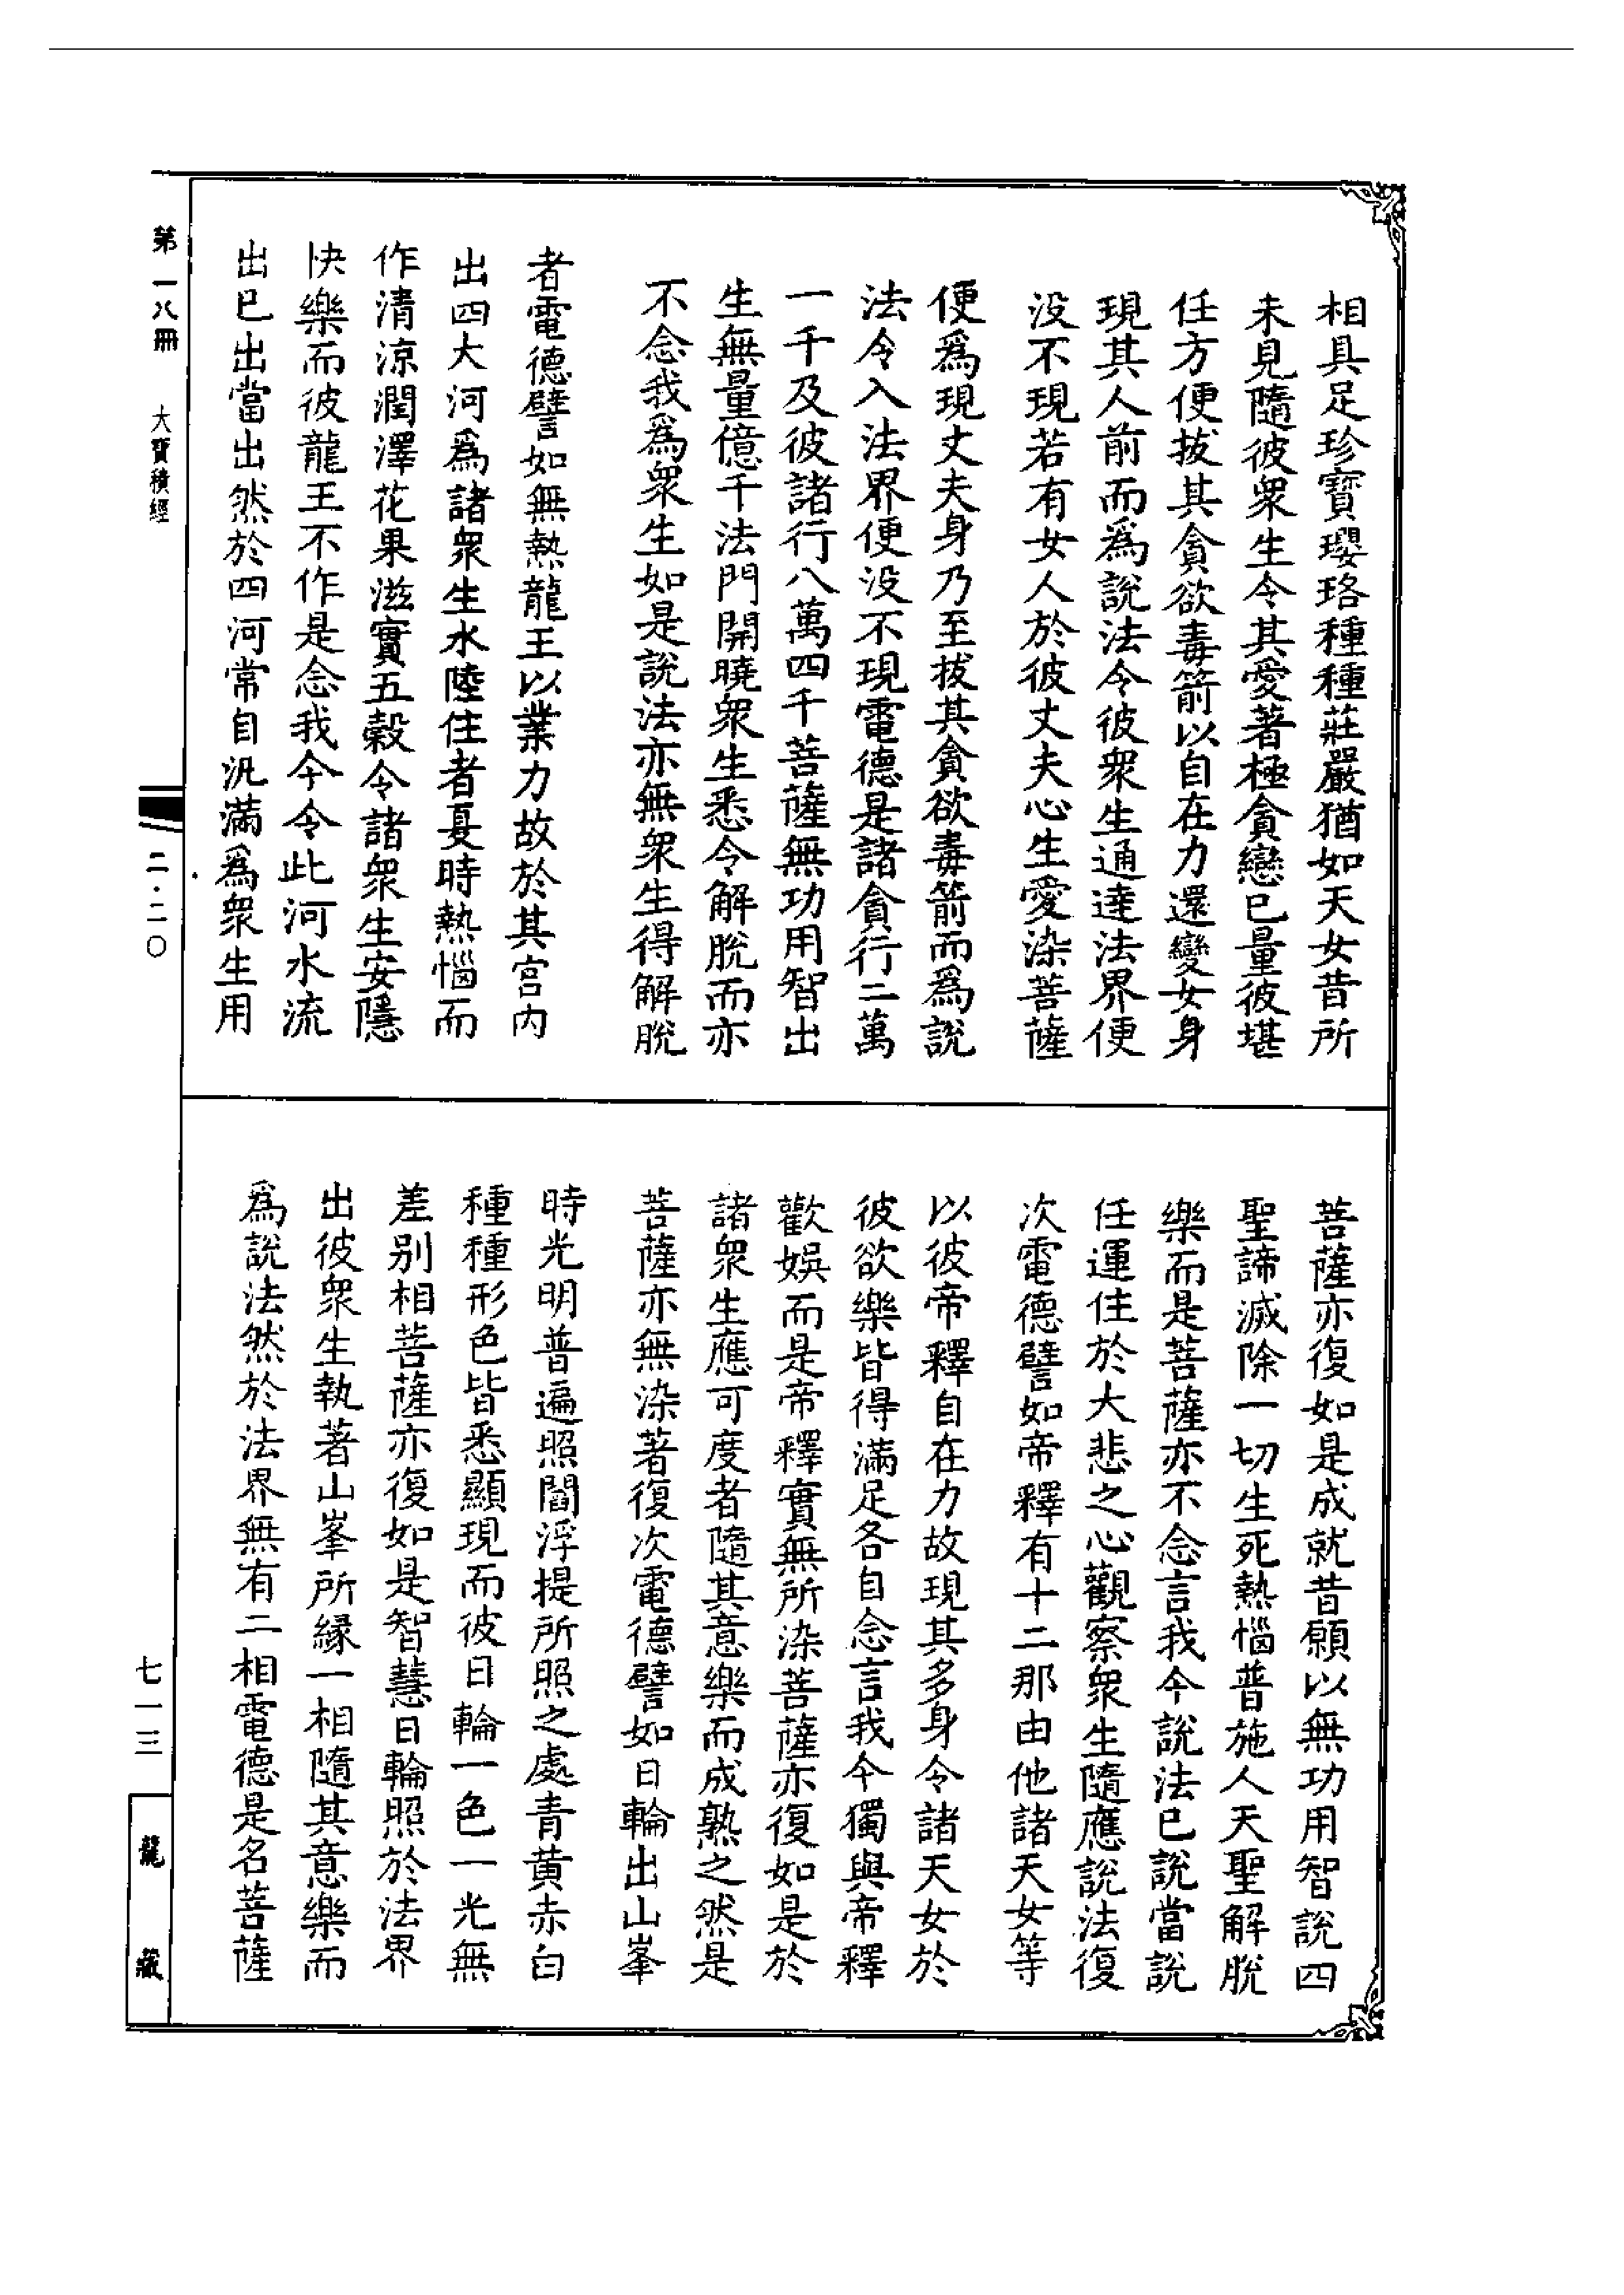 相具足珍寶瓔珞種種莊嚴猶如天女昔所
未見隨彼衆生令其愛著極貪戀已量彼堪
任方便拔其貪欲毒箭以自在力還變女身
現其人前而爲說法令彼衆生通達法界便
没不現若有女人於彼丈夫心生愛染菩薩
便爲現丈夫身乃至拔其貪欲毒箭而爲說
法令入法界便没不現電德是諸貪行二萬
一千及彼諸行八萬四千菩薩無功用智出
生無量億千法門開曉衆生悉令解脫而亦
不念我爲衆生如是說法亦無衆生得解脫
者電德譬如無熱龍王以業力故於其宫内
出四大河爲諸衆生水陸住者夏時熱惱而
作清涼潤澤花果滋實五穀令諸衆生安隱
快樂而彼龍王不作是念我今令此河水流
出已出當出然於四河常自汎滿爲衆生用
菩薩亦復如是成就昔願以無功用智說四
聖諦滅除一切生死熱惱普施人天聖解脫
樂而是菩薩亦不念言我今說法已說當說
任運住於大悲之心觀察衆生隨應說法復
次電德譬如帝釋有十二那由他諸天女等
以彼帝釋自在力故現其多身令諸天女於
彼欲樂皆得滿足各自念言我今獨與帝釋
歡娛而是帝釋實無所染菩薩亦復如是於
諸衆生應可度者隨其意樂而成熟之然是
菩薩亦無染著復次電德譬如日輪出山峯
時光明普遍照閻浮提所照之處青黄赤白
種種形色皆悉顯現而彼日輪一色一光無
差别相菩薩亦復如是智慧日輪照於法界
出彼衆生執著山峯所縁一相隨其意樂而
爲說法然於法界無有二相電德是名菩薩
第一八冊 大寶積經
二·二〇
七一三
龍藏